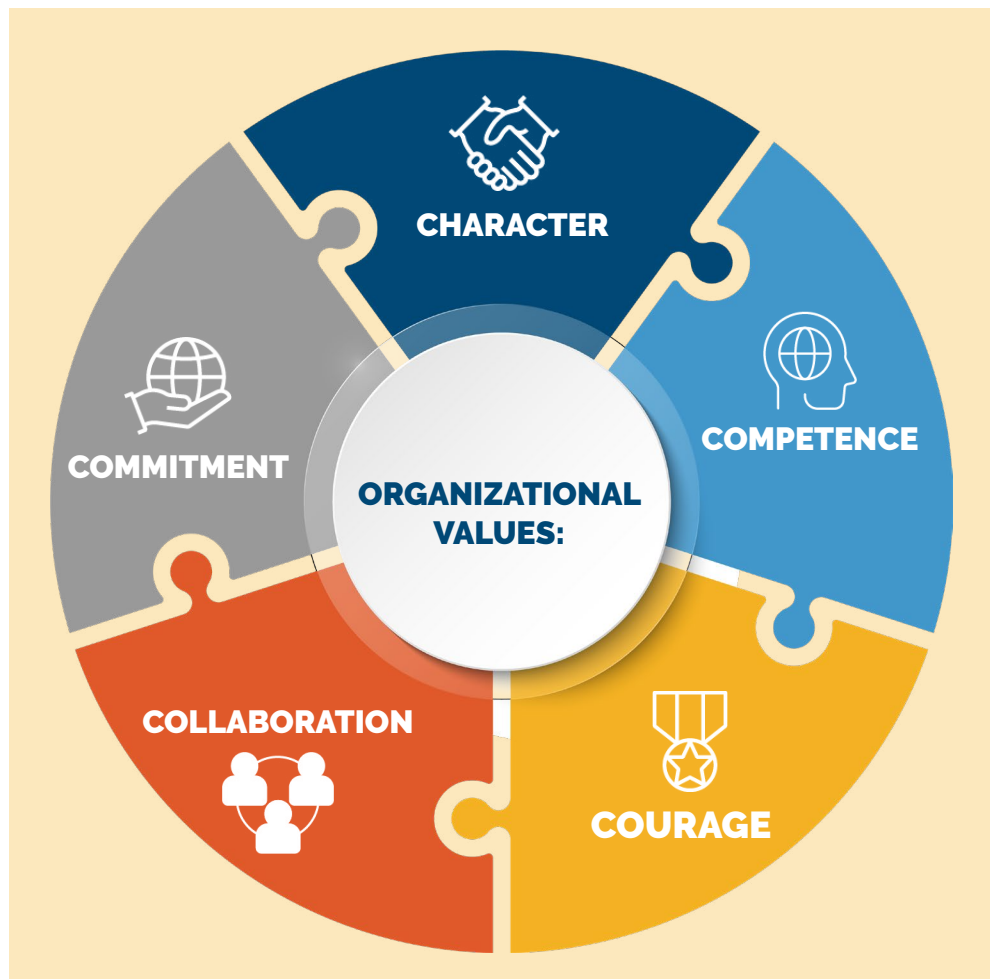 CHARACTER
COMPETENCE
COURAGE
COLLABORATION
COMMITMENT
ORGANIZATIONAL
VALUES: